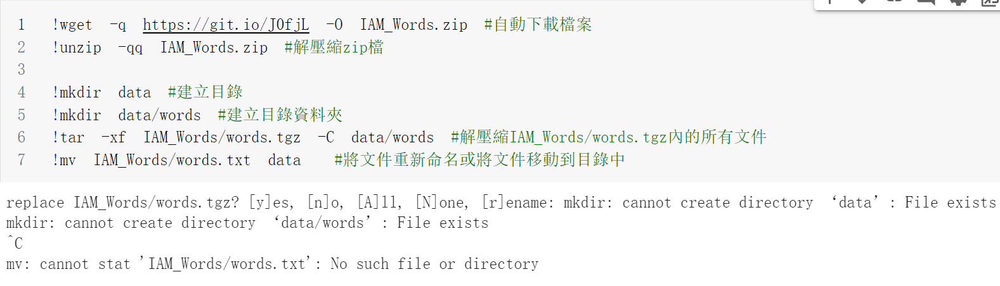 1 !wget -q https://git.io/J0fjL -O IAM_Words.zip #自動下載檔案
2 !unzip -qq IAM_Words.zip #解壓縮zip檔
3
4 !mkdir data #建立目錄
5 !mkdir data/words #建立目錄資料夾
6 !tar -xf IAM_Words/words.tgz -C data/words #解壓縮IAM_Words/words.tgz內的所有文件
7 !mv IAM_Words/words.txt data #將文件重新命名或將文件移動到目錄中
replace IAM_Words/words.tgz? [y]es, [n]o, [A]ll, [N]one, [r]ename: mkdir: cannot create directory ‘data’: File exists
mkdir: cannot create directory ‘data/words’: File exists
^C
mv: cannot stat 'IAM_Words/words.txt': No such file or directory